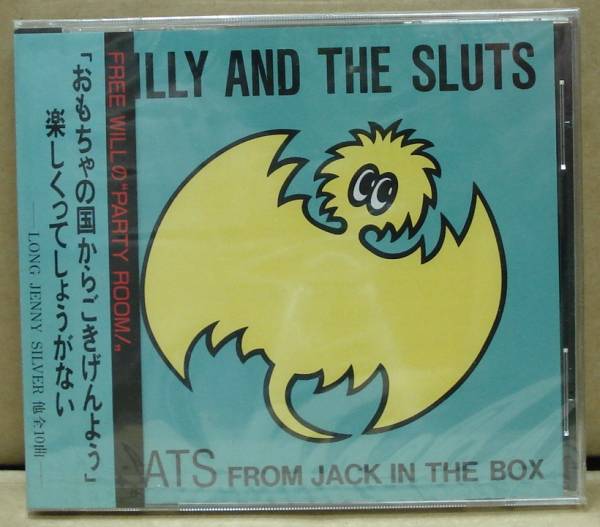 ILLY AND THE SLUTS
FREE WILLの"PARTY ROOM!"
「おもちゃの国からごきげんよう」
楽しくってしょうがない
LONG JENNY SILVER 他全10曲
ATS FROM JACK IN THE BOX